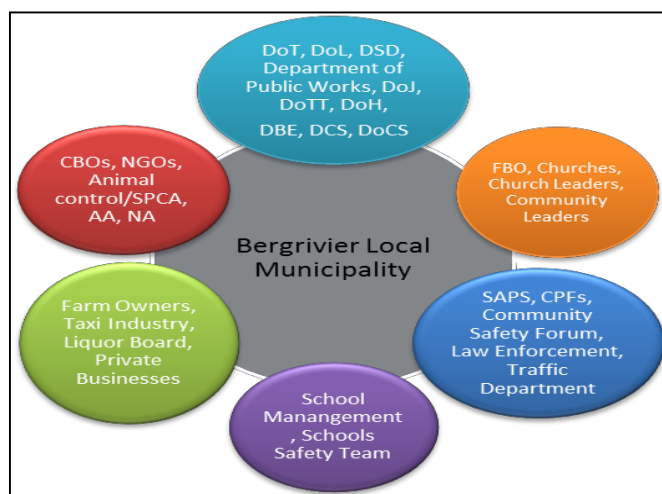 DoT, DoL, DSD,
Department of
Public Works, DoJ,
DoTT, DoH,
DBE, DCS, DoCS
CBOs, NGOs,
Animal
control/SPCA,
AA, NA
FBO, Churches,
Church Leaders,
Community
Leaders
Bergrivier Local
Municipality
Farm Owners,
Taxi Industry,
Liquor Board,
Private
Businesses
SAPS, CPFs,
Community
Safety Forum,
Law Enforcement,
Traffic
Department
School
Manangement
, Schools
Safety Team